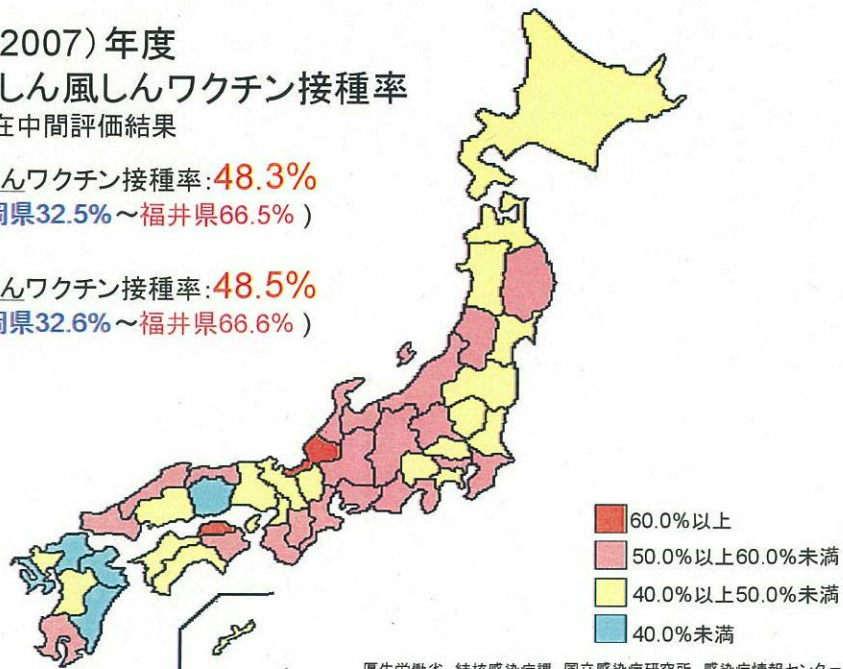 2007)年度
しん風しんワクチン接種率
在中間評価結果
んワクチン接種率:48.3%
岡県32.5%~福井県66.5% )
んワクチン接種率:48.5%
岡県32.6%~福井県66.6% )
60.0%以上
50.0%以上60.0%未満
40.0%以上50.0%未満
40.0%未満
厚生労働省 結核感染症課 国立感染症研究所 感染症情報センター